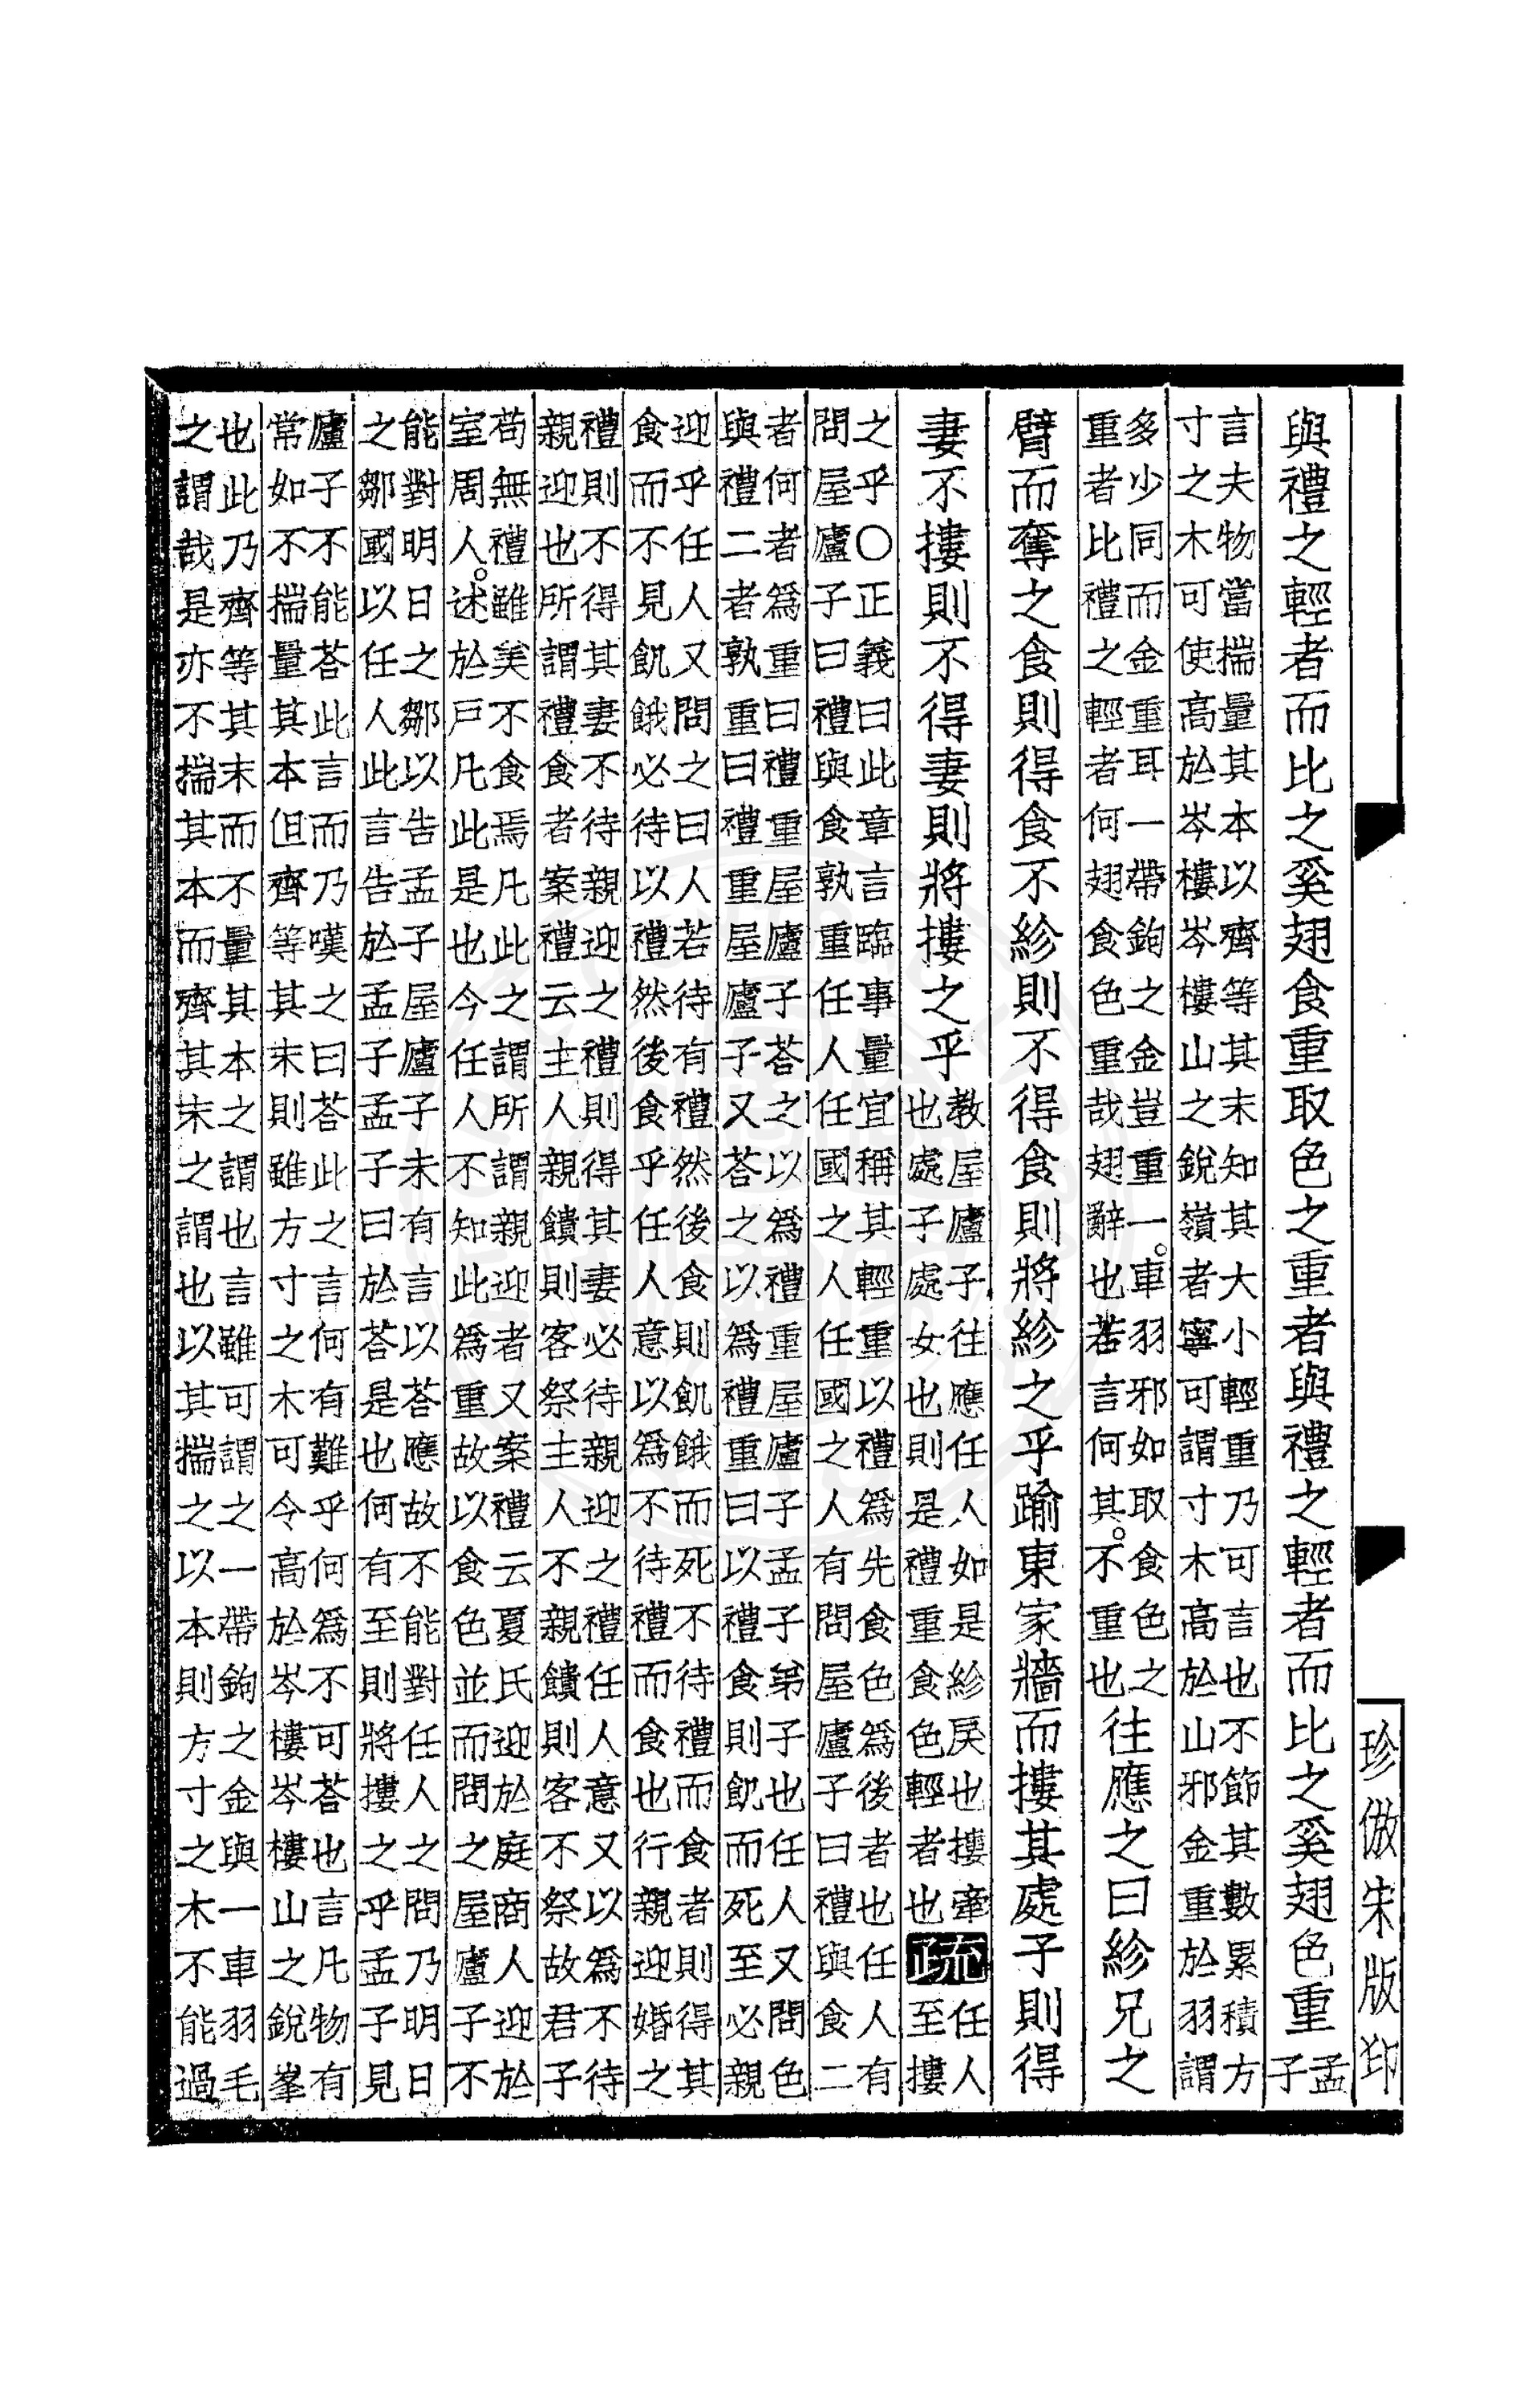 珍倣宋版印
與禮之輕者而比之奚翅食重取色之重者與禮之輕者而比之奚翅色重孟子
言夫物當揣量其本以齊等其末知其大小輕重乃可言也不節其數累積方
寸之木可使高於岑樓岑樓山之銳嶺者寧可謂寸木高於山邪金重於羽謂
多少同而金重耳一帶鉤之金豈重一。車羽邪如取食色之
重者比禮之輕者何翅食色重哉翅辭也若言何其。不重也
往應之曰紾兄之
臂而奪之食則得食不紾則不得食則將紾之乎踰東家牆而摟其處子則得
妻不摟則不得妻則將摟之乎
教屋廬子往應任人如是紾戾也摟牽
也處子處女也則是禮重食色輕者也
疏
任人
至摟
之乎○正義曰此章言臨事量宜稱其輕重以禮爲先食色爲後者也任人有
問屋廬子曰禮與食孰重任人任國之人任國之人有問屋廬子曰禮與食二
者何者爲重曰禮重屋廬子荅之以爲禮重屋廬子孟子弟子也任人又問色
與禮二者孰重曰禮重屋廬子又荅之以爲禮重曰以禮食則飢而死至必親
迎乎任人又問之曰人若待有禮然後食則飢餓而死不待禮而食者則得其
食而不見飢餓必待以禮然後食乎任人意以爲不待禮而食也行親迎婚之
禮則不得其妻不待親迎之禮則得其妻必待親迎之禮任人意又以爲不待
親迎也所謂禮食者案禮云主人親饋則客祭主人不親饋則客不祭故君子
苟無禮雖美不食焉凡此之謂所謂親迎者又案禮云夏氏迎於庭商人迎於
室周人。述於戶凡此是也今任人不知此爲重故以食色並而問之屋廬子不
能對明日之鄒以告孟子屋廬子未有言以荅應故不能對任人之問乃明日
之鄒國以任人此言告於孟子孟子曰於荅是也何有至則將摟之乎孟子見
廬子不能荅此言而乃嘆之曰荅此之言何有難乎何爲不可荅也言凡物有
常如不揣量其本但齊等其末則雖方寸之木可令高於岑樓岑樓山之銳峯
也此乃齊等其末而不量其本之謂也言雖可謂之一帶鉤之金與一車羽毛
之謂哉是亦不揣其本而齊其末之謂也以其揣之以本則方寸之木不能過